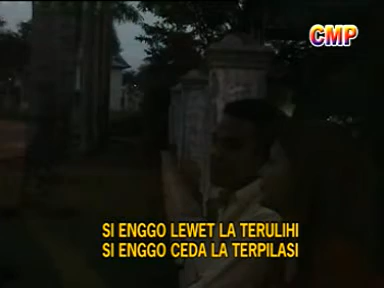 CMP
SI ENGGO LEWET LA TERULIHI
SI ENGGO CEDA LA TERPILASI